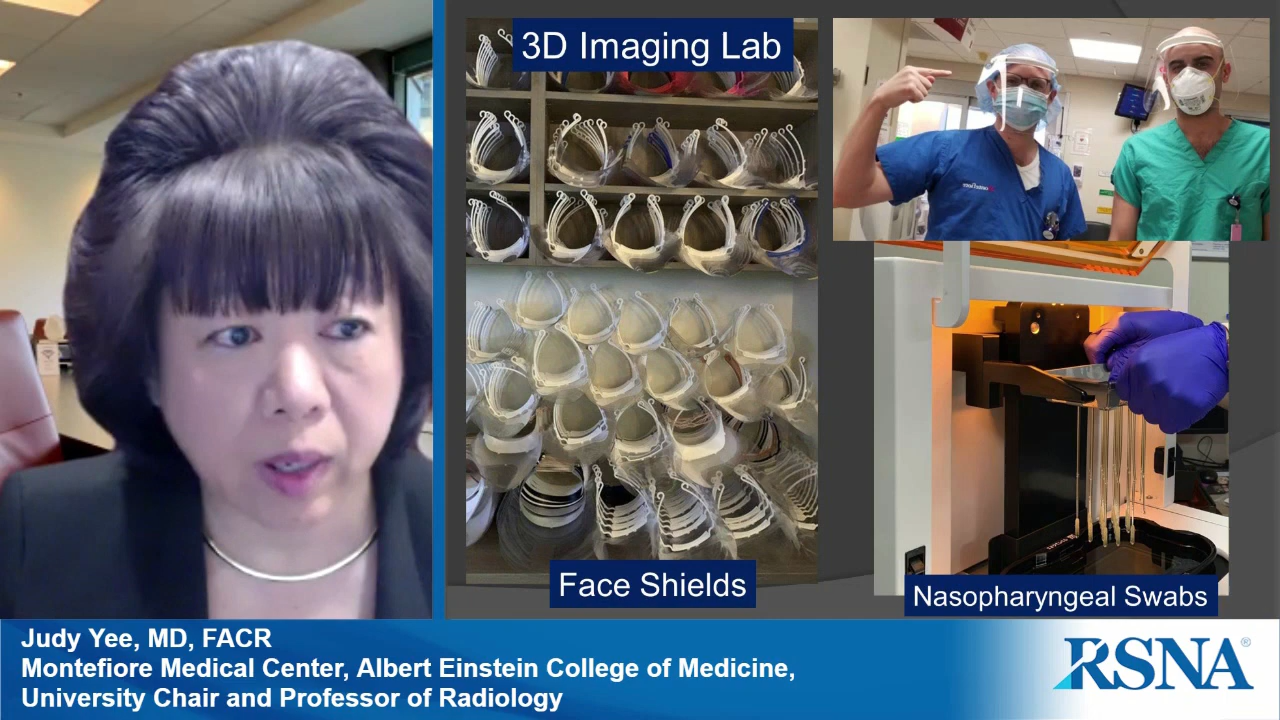 3D Imaging Lab
Face Shields
Nasopharyngeal Swabs
Judy Yee, MD, FACR
Montefiore Medical Center, Albert Einstein College of Medicine,
University Chair and Professor of Radiology
RSNA®